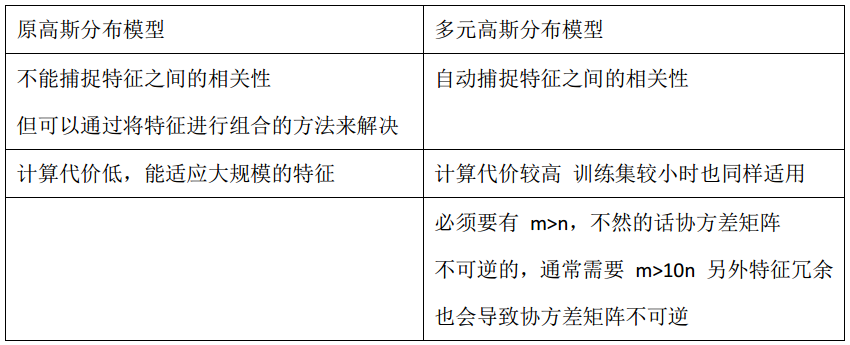 原高斯分布模型
多元高斯分布模型
不能捕捉特征之间的相关性
但可以通过将特征进行组合的方法来解决
自动捕捉特征之间的相关性
计算代价低，能适应大规模的特征
计算代价较高 训练集较小时也同样适用
必须要有 m>n，不然的话协方差矩阵
不可逆的，通常需要 m>10n 另外特征冗余
也会导致协方差矩阵不可逆